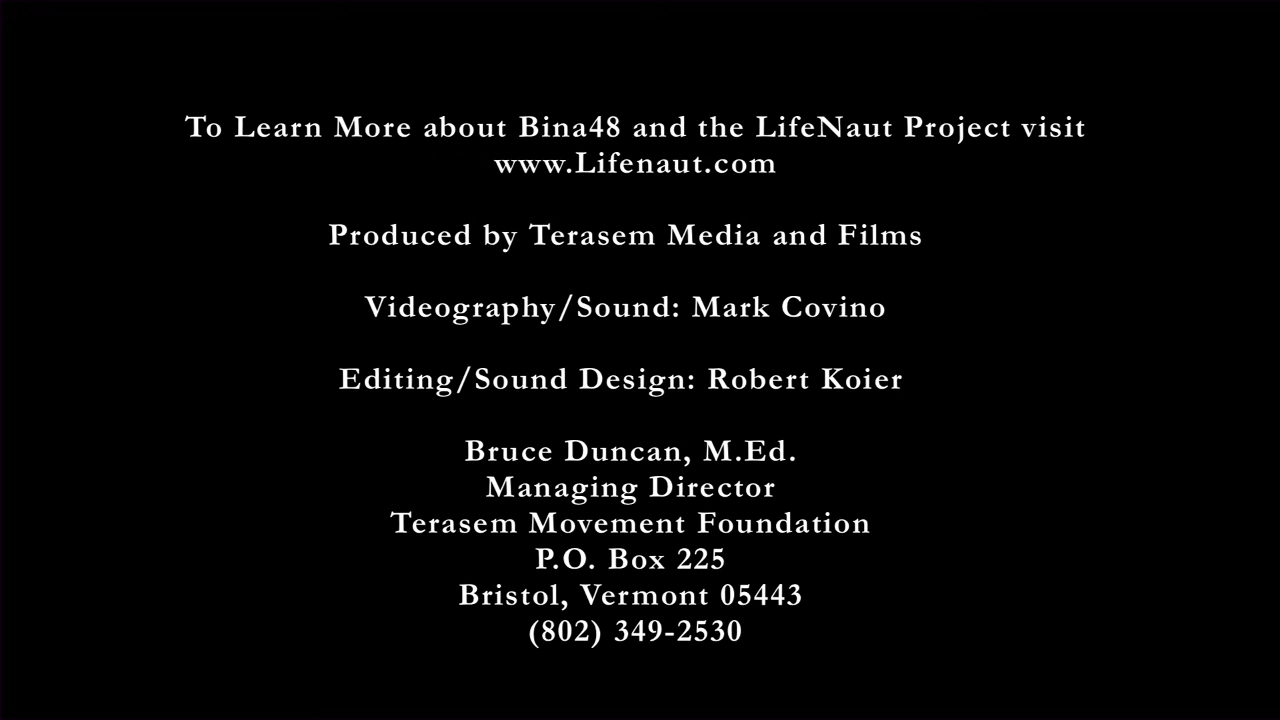 To Learn More about Bina48 and the LifeNaut Project visit
www.Lifenaut.com
Produced by Terasem Media and Films
Videography/Sound: Mark Covino
Editing/Sound Design: Robert Koier
Bruce Duncan, M.Ed.
Managing Director
Terasem Movement Foundation
P.O. Box 225
Bristol, Vermont 05443
(802) 349-2530